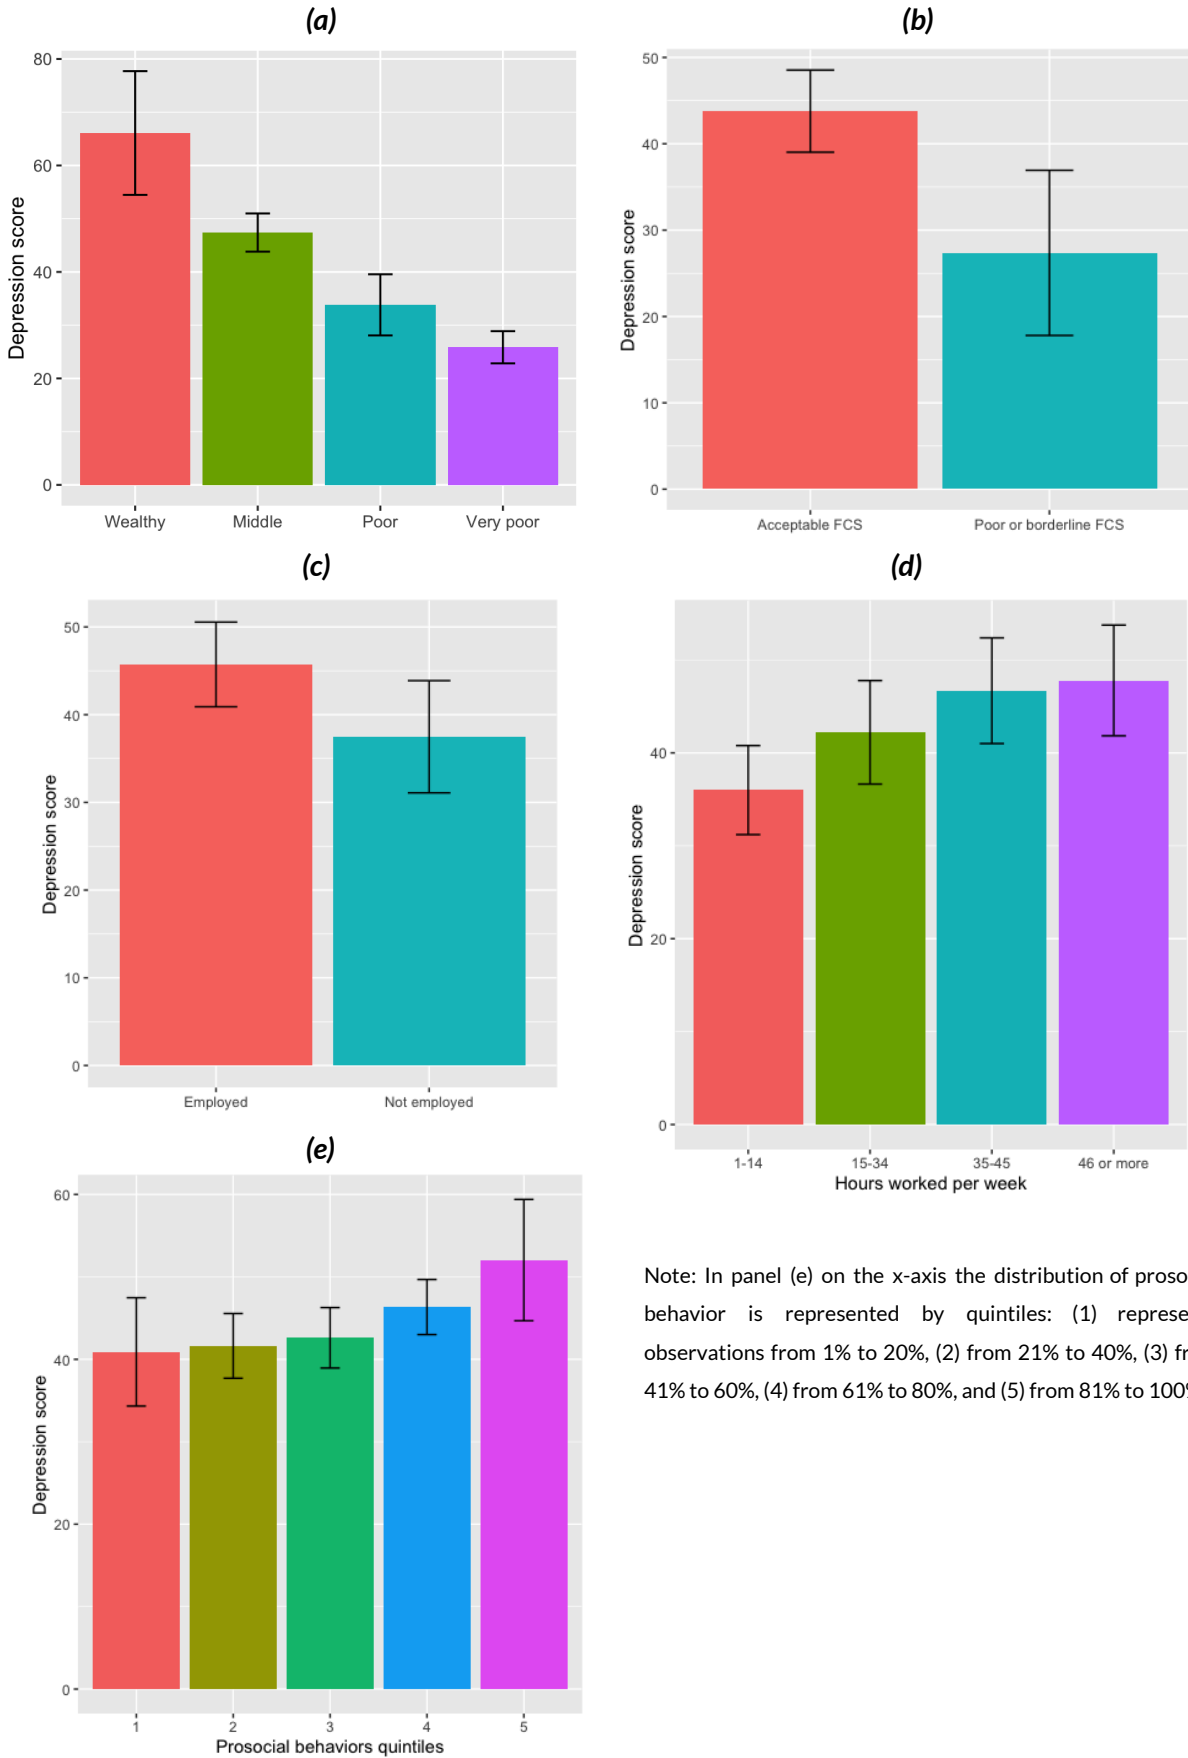 (a)
80
60
40
20
0
Depression score
Wealthy Middle Poor Very poor
(b)
50
40
30
20
10
0
Depression score
Acceptable FCS Poor or borderline FCS
(c)
50
40
30
20
10
0
Depression score
Employed Not employed
(d)
40
20
0
Depression score
1-14 15-34 35-45 46 or more
Hours worked per week
(e)
60
40
20
0
Depression score
1 2 3 4 5
Prosocial behaviors quintiles
Note: In panel (e) on the x-axis the distribution of proso
behavior is represented by quintiles: (1) represe
observations from 1% to 20%, (2) from 21% to 40%, (3) fr
41% to 60%, (4) from 61% to 80%, and (5) from 81% to 100%